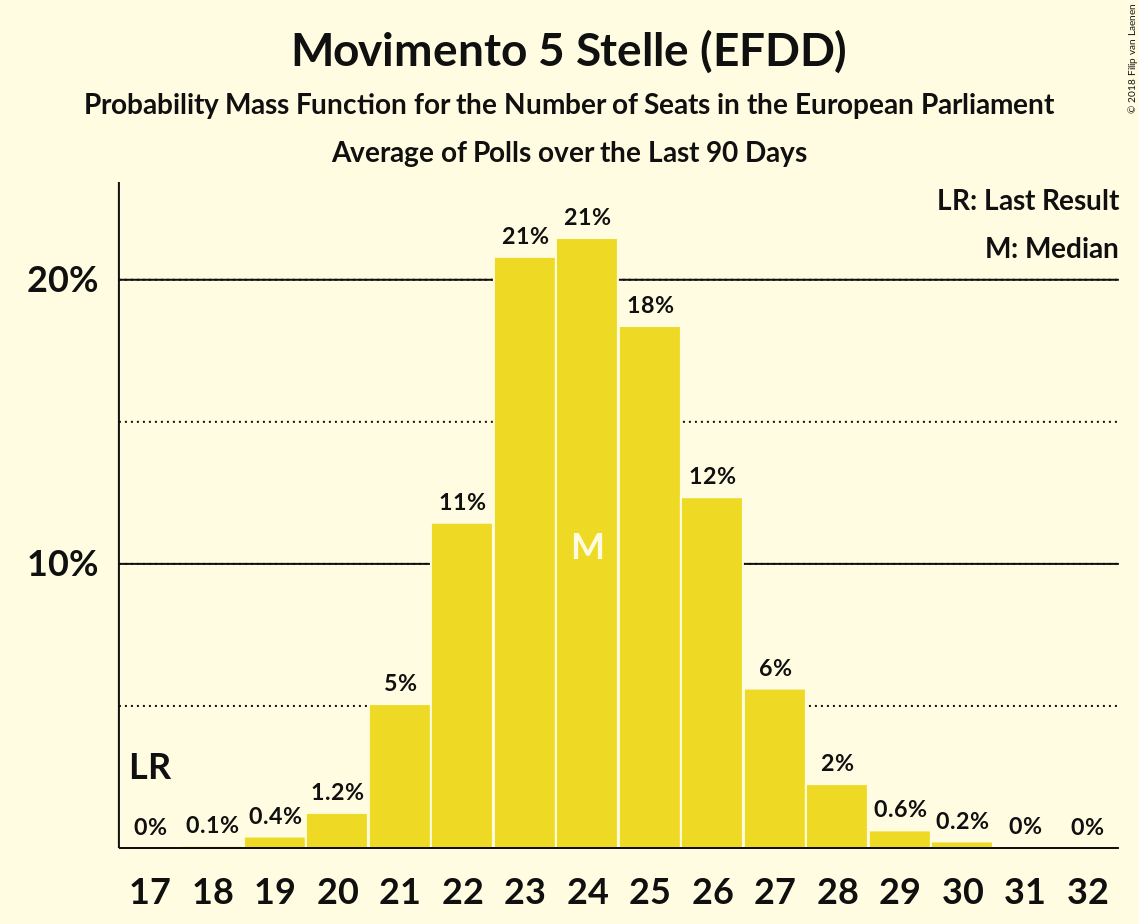 Movimento 5 Stelle (EFDD)
Probability Mass Function for the Number of Seats in the European Parliament
Average of Polls over the Last 90 Days
© 2018 Filip van Laenen
LR: Last Result
M: Median
20%
10%
0%
0.1%
0.4%
1.2%
5%
11%
21%
21%
18%
12%
6%
2%
0.6%
0.2%
0%
0%
LR
M
17 18 19 20 21 22 23 24 25 26 27 28 29 30 31 32